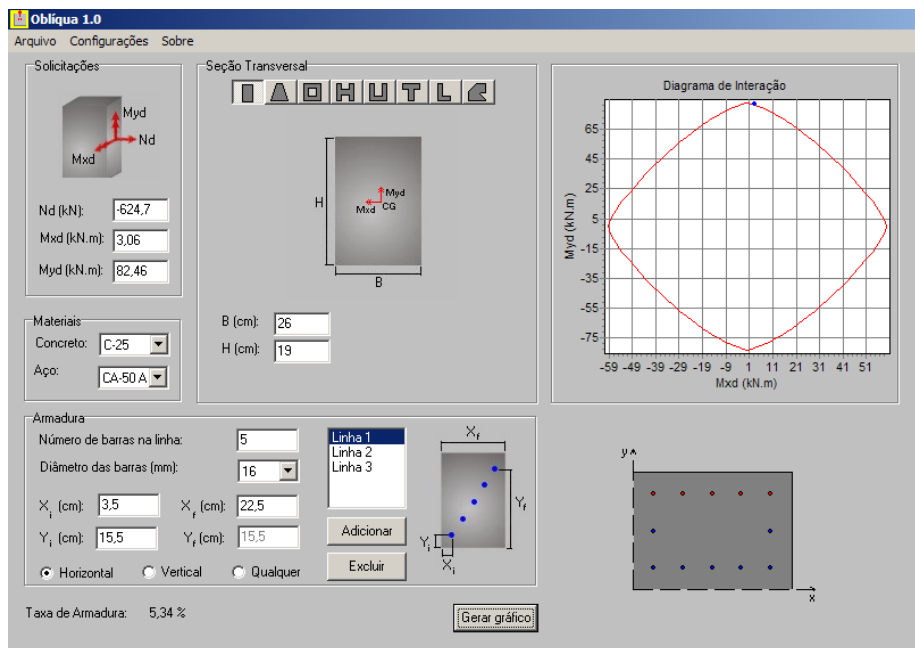 Oblíqua 1.0
Arquivo Configurações Sobre
Solicitações
Myd
Nd
Mxd
Nd (kN): -624,7
Mxd (kN.m): 3,06
Myd (kN.m): 82,46
Materiais
Concreto: C-25
Aço: CA-50 A
Seção Transversal
H
Myd
Mxd CG
B
B (cm): 26
H (cm): 19
Diagrama de Interação
Myd (kN.m)
65
45
25
5
-15
-35
-55
-75
-59 -49 -39 -29 -19 -9 1 11 21 31 41 51
Mxd (kN.m)
Armadura
Número de barras na linha: 5
Diâmetro das barras (mm): 16
Xi (cm): 3,5 Xf (cm): 22,5
Yi (cm): 15,5 Yf (cm): 15,5
Horizontal Vertical Qualquer
Linha 1
Linha 2
Linha 3
Adicionar
Excluir
Xf
Yf
Yi
Xi
Taxa de Armadura: 5,34 %
Gerar gráfico
y
x